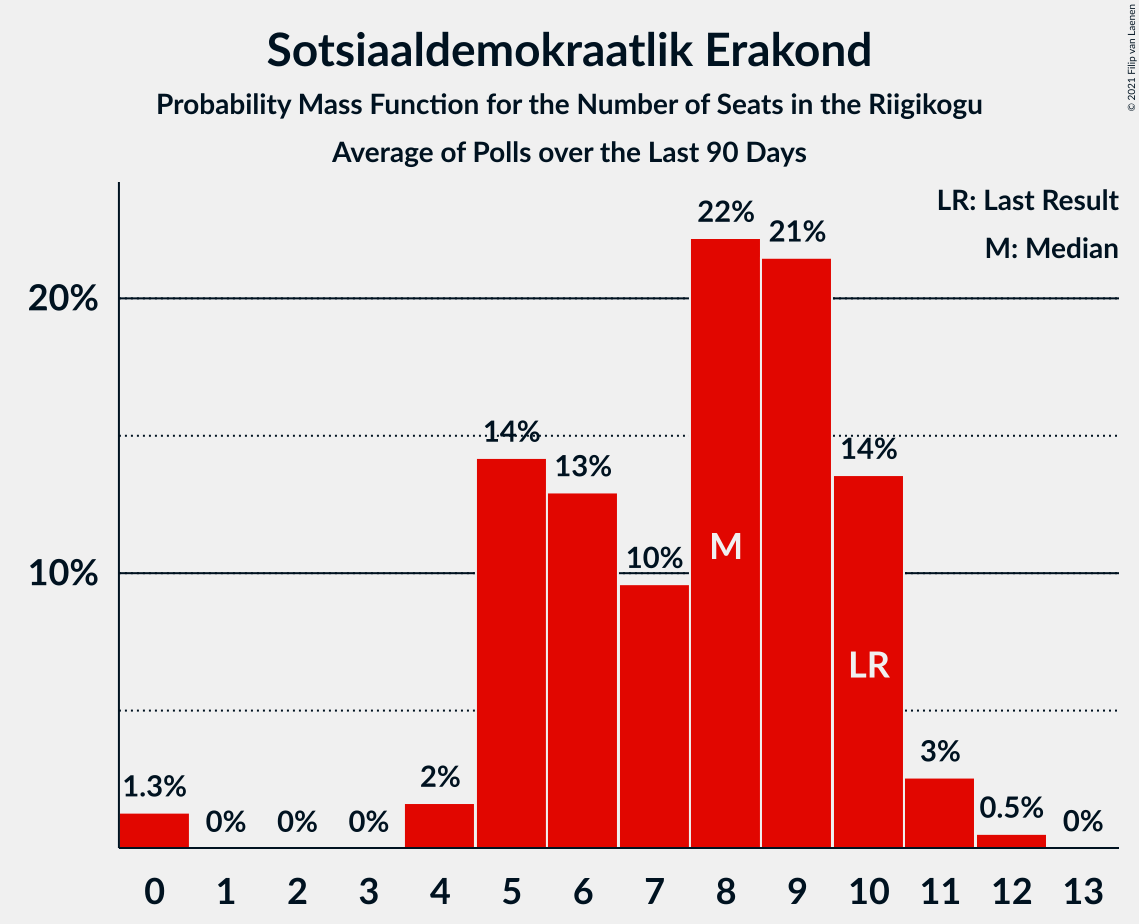 Sotsiaaldemokraatlik Erakond
Probability Mass Function for the Number of Seats in the Riigikogu
Average of Polls over the Last 90 Days
© 2021 Filip van Laenen
LR: Last Result
M: Median
20%
10%
1.3%
0%
0%
0%
2%
14%
13%
10%
22%
21%
14%
3%
0.5%
0%
M
LR
0 1 2 3 4 5 6 7 8 9 10 11 12 13